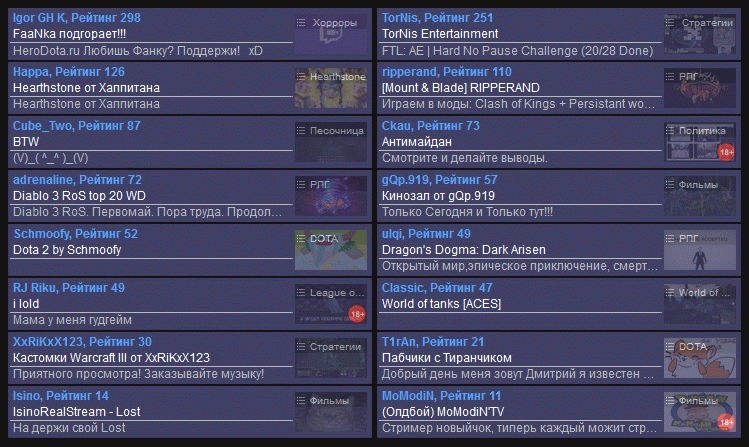 Igor GH K, Рейтинг 298
Хорроры
FaaNka подгорает!!!
HeroDota.ru Любишь Фанку? Поддержи! xD
TorNis, Рейтинг 251
Стратегии
TorNis Entertainment
FTL: AE | Hard No Pause Challenge (20/28 Done)
Happa, Рейтинг 126
Hearthstone
Hearthstone от Хаппитана
Hearthstone от Хаппитана
ripperand, Рейтинг 110
РПГ
[Mount & Blade] RIPPERAND
Играем в моды: Clash of Kings + Persistant wo...
Cube_Two, Рейтинг 87
Песочница
BTW
(V)_( ^_^ )_(V)
Ckau, Рейтинг 73
Политика
Антимайдан
Смотрите и делайте выводы.
18+
adrenaline, Рейтинг 72
РПГ
Diablo 3 RoS top 20 WD
Diablo 3 RoS. Первомай. Пора труда. Продол...
gQp.919, Рейтинг 57
Фильмы
Кинозал от gQp.919
Только Сегодня и Только тут!!!
Schmoofy, Рейтинг 52
DOTA
Dota 2 by Schmoofy
ulqi, Рейтинг 49
РПГ
Dragon's Dogma: Dark Arisen
Открытый мир,эпическое приключение, смерт...
RJ Riku, Рейтинг 49
League o...
i lold
Мама у меня гудгейм
18+
Classic, Рейтинг 47
World of ...
World of tanks [ACES]
XxRiKxX123, Рейтинг 30
Стратегии
Кастомки Warcraft III от XxRiKxX123
Приятного просмотра! Заказывайте музыку!
T1rAn, Рейтинг 21
DOTA
Пабчики с Тиранчиком
Добрый день меня зовут Дмитрий я известен ...
Isino, Рейтинг 14
Фильмы
IsinoRealStream - Lost
На держи свой Lost
MoModiN, Рейтинг 11
Фильмы
(Олдбой) MoModiN'TV
Стример новыйчок, типерь каждыйможит стр...
18+